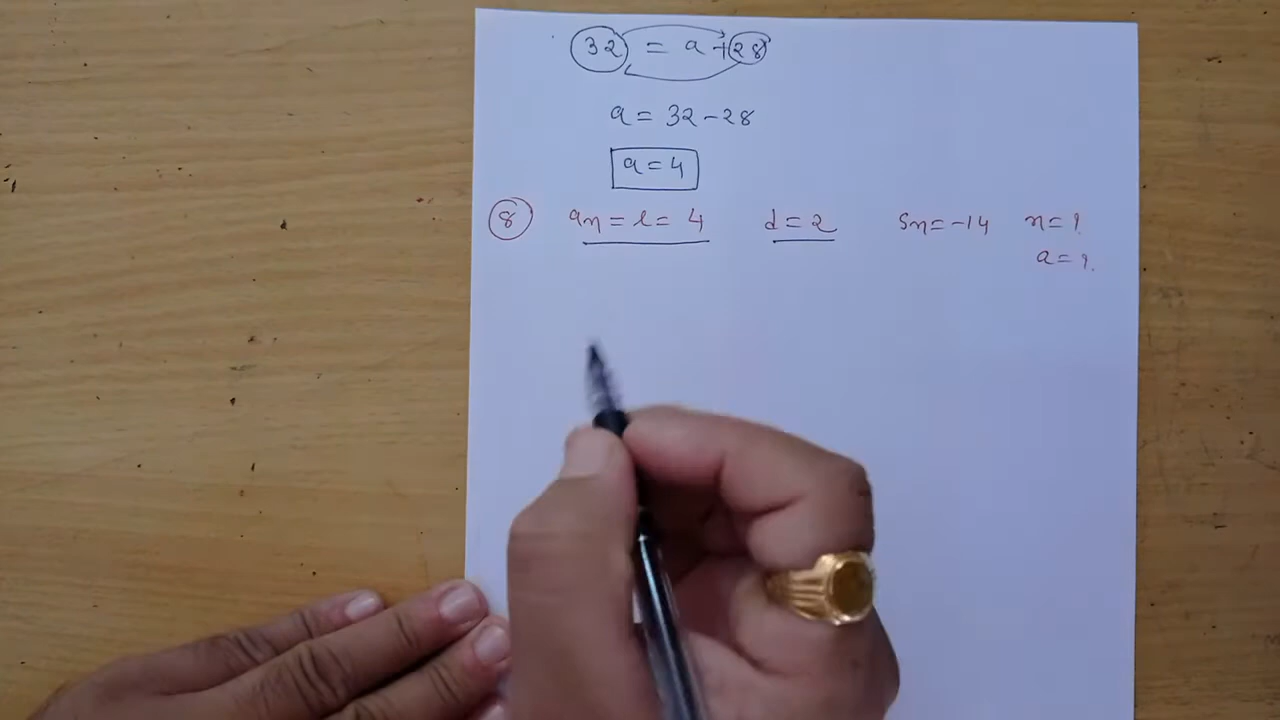 32 = a+28
a = 32-28
a = 4
8 an = l = 4 d = 2 Sn = -14 n = ?
a = ?